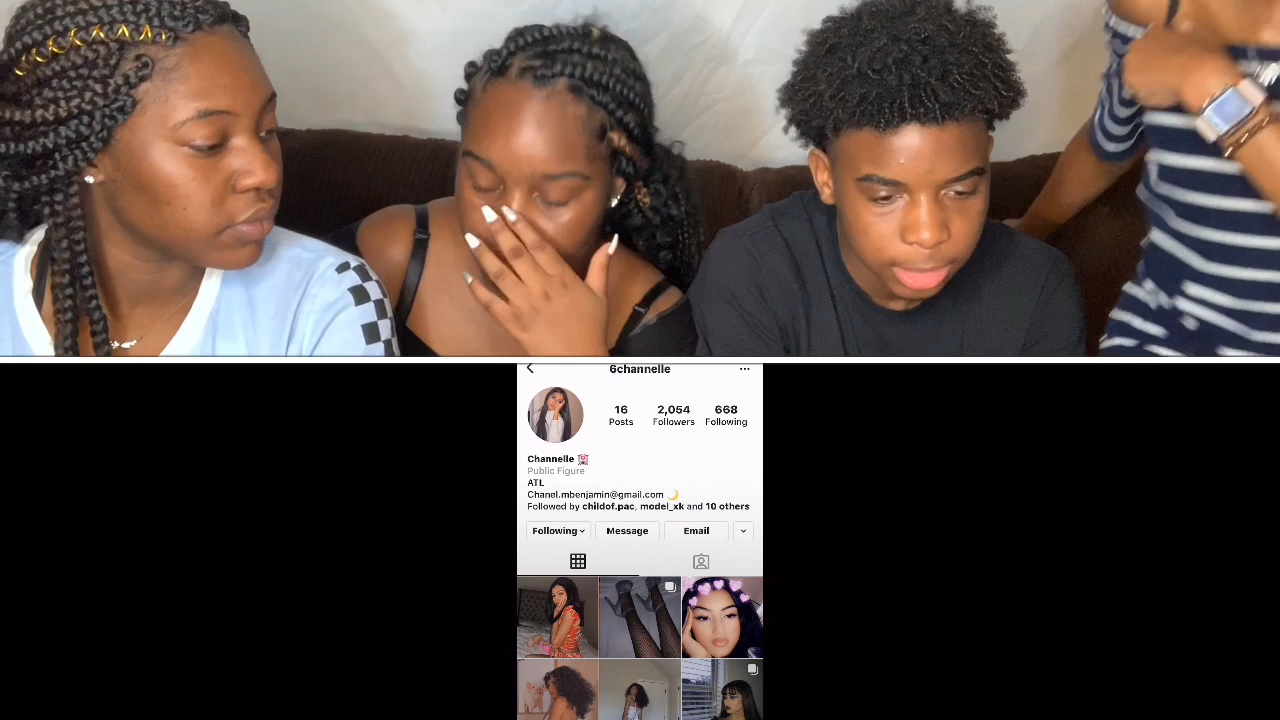 6channelle
16 2,054 668
Posts Followers Following
Channelle
Public Figure
ATL
Chanel.mbenjamin@gmail.com
Followed by childof.pac, model_xk and 10 others
Following Message Email